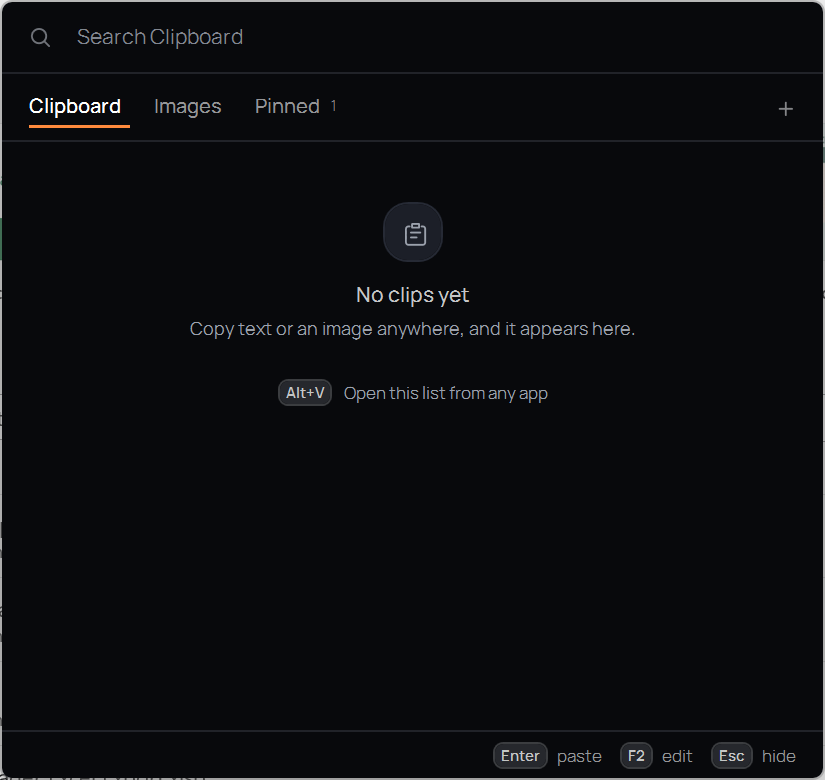 Search Clipboard
Clipboard Images Pinned 1 +
No clips yet
Copy text or an image anywhere, and it appears here.
Alt+V Open this list from any app
Enter paste F2 edit Esc hide